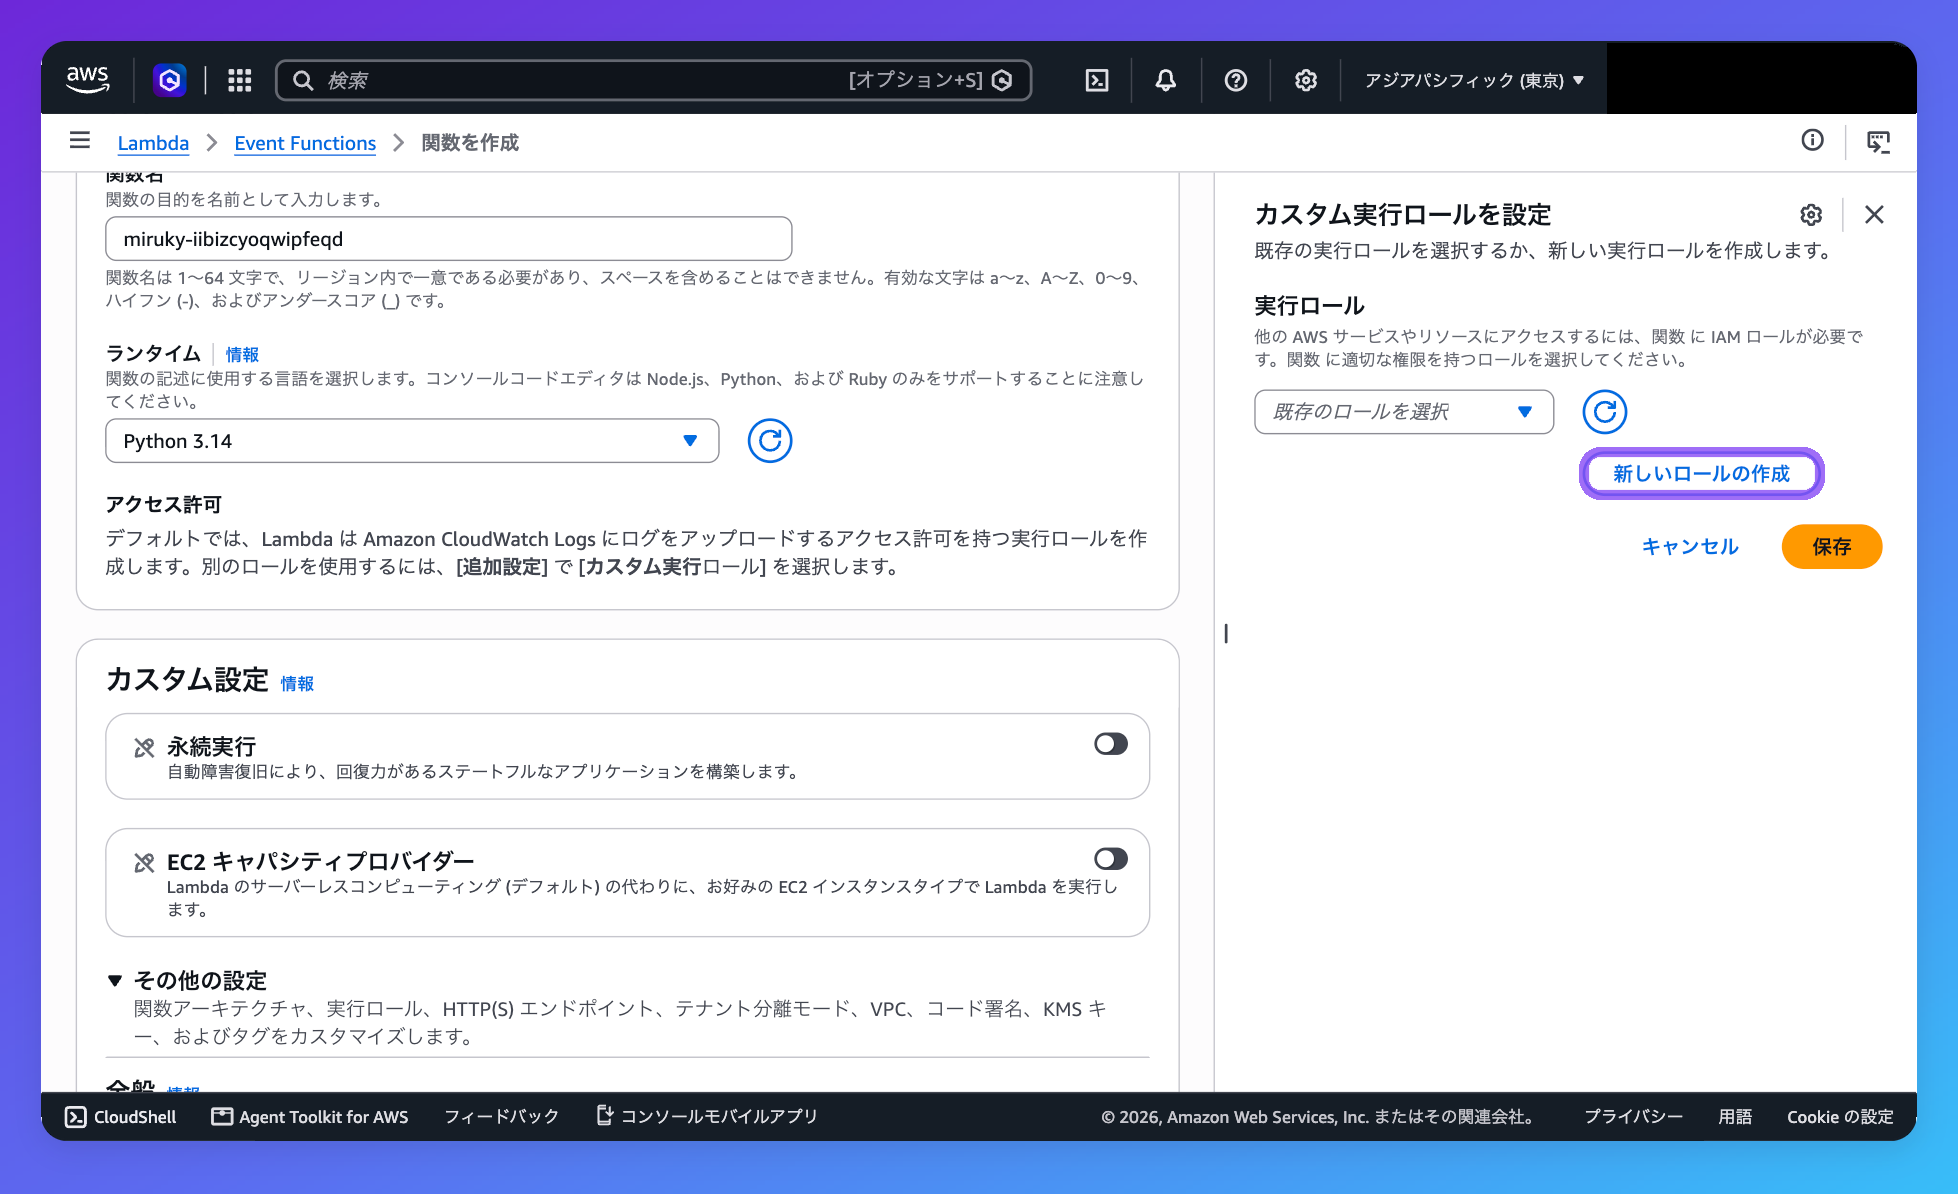 aws
検索
[オプション+S]
アジアパシフィック (東京)
Lambda
Event Functions
関数を作成
関数名
関数の目的を名前として入力します。
miruky-iibizcyoqwipfeqd
関数名は 1〜64 文字で、リージョン内で一意である必要があり、スペースを含めることはできません。有効な文字は a〜z、A〜Z、0〜9、
ハイフン (-)、およびアンダースコア (_) です。
ランタイム
情報
関数の記述に使用する言語を選択します。コンソールコードエディタは Node.js、Python、および Ruby のみをサポートすることに注意し
てください。
Python 3.14
アクセス許可
デフォルトでは、Lambda は Amazon CloudWatch Logs にログをアップロードするアクセス許可を持つ実行ロールを作
成します。別のロールを使用するには、[追加設定] で [カスタム実行ロール] を選択します。
カスタム設定
情報
永続実行
自動障害復旧により、回復力があるステートフルなアプリケーションを構築します。
EC2 キャパシティプロバイダー
Lambda のサーバーレスコンピューティング (デフォルト) の代わりに、お好みの EC2 インスタンスタイプで Lambda を実行し
ます。
その他の設定
関数アーキテクチャ、実行ロール、HTTP(S) エンドポイント、テナント分離モード、VPC、コード署名、KMS キ
ー、およびタグをカスタマイズします。
全般
情報
カスタム実行ロールを設定
既存の実行ロールを選択するか、新しい実行ロールを作成します。
実行ロール
他の AWS サービスやリソースにアクセスするには、関数 に IAM ロールが必要で
す。関数 に適切な権限を持つロールを選択してください。
既存のロールを選択
新しいロールの作成
キャンセル
保存
CloudShell
Agent Toolkit for AWS
フィードバック
コンソールモバイルアプリ
© 2026, Amazon Web Services, Inc. またはその関連会社。
プライバシー
用語
Cookie の設定